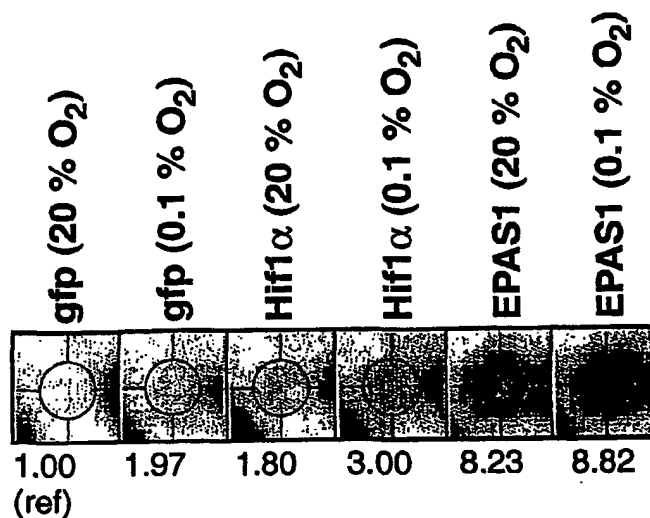 gfp (20 % O₂)
gfp (0.1 % O₂)
Hif1α (20 % O₂)
Hif1α (0.1 % O₂)
EPAS1 (20 % O₂)
EPAS1 (0.1 % O₂)
1.00 1.97 1.80 3.00 8.23 8.82
(ref)